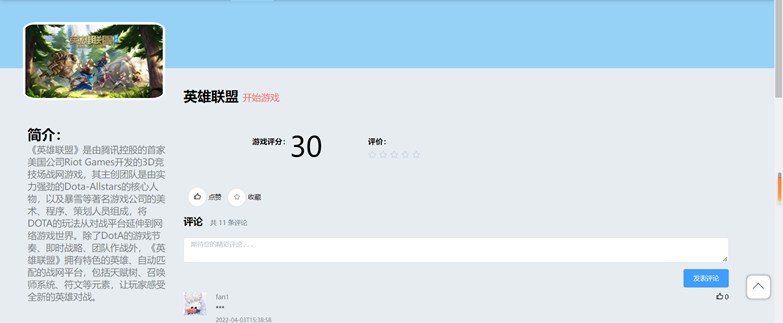 英雄联盟
英雄联盟 开始游戏
游戏评分: 30 评价:
点赞 收藏
评论 共 11 条评论
期待您的精彩评论...
发表评论
fan1 0
***
2022-04-03T15:38:58
简介:
《英雄联盟》是由腾讯控股的首家
美国公司Riot Games开发的3D竞
技场战网游戏，其主创团队是由实
力强劲的Dota-Allstars的核心人
物，以及暴雪等著名游戏公司的美
术、程序、策划人员组成，将
DOTA的玩法从对战平台延伸到网
络游戏世界。除了DotA的游戏节
奏、即时战略、团队作战外，《英
雄联盟》拥有特色的英雄、自动匹
配的战网平台，包括天赋树、召唤
师系统、符文等元素，让玩家感受
全新的英雄对战。